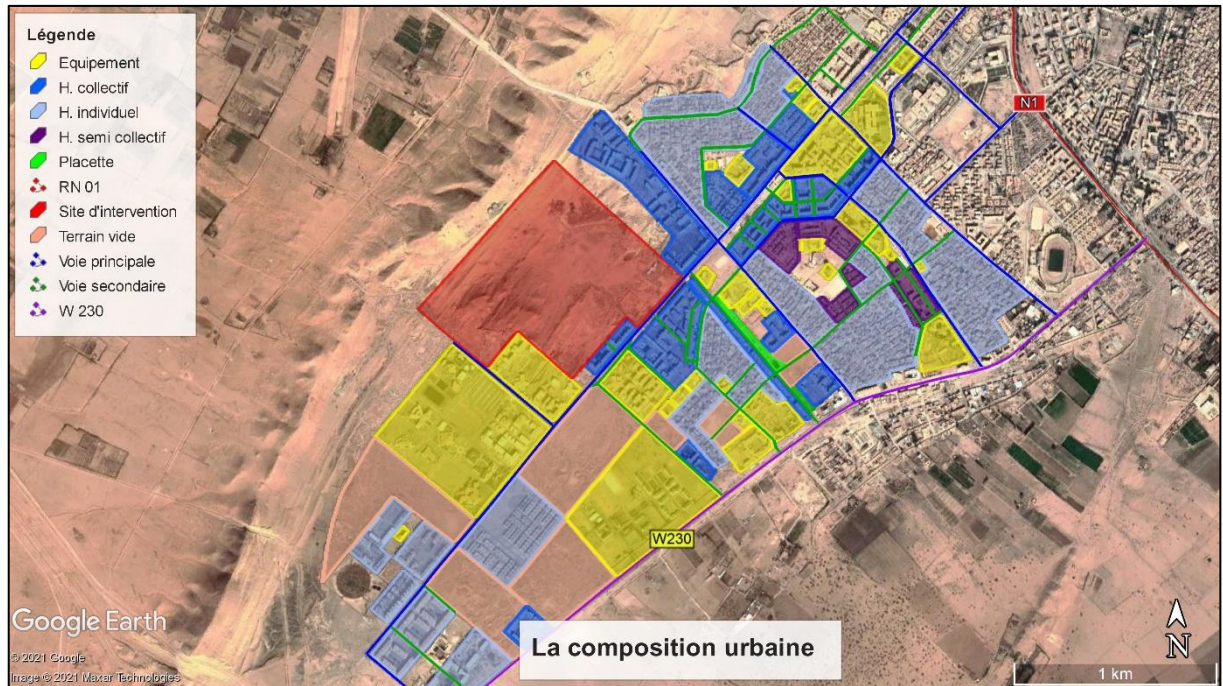 Légende
Equipement
H. collectif
H. individuel
H. semi collectif
Placette
RN 01
Site d'intervention
Terrain vide
Voie principale
Voie secondaire
W 230
N1
W230
Google Earth
© 2021 Google
Image © 2021 Maxar Technologies
La composition urbaine
N
1 km